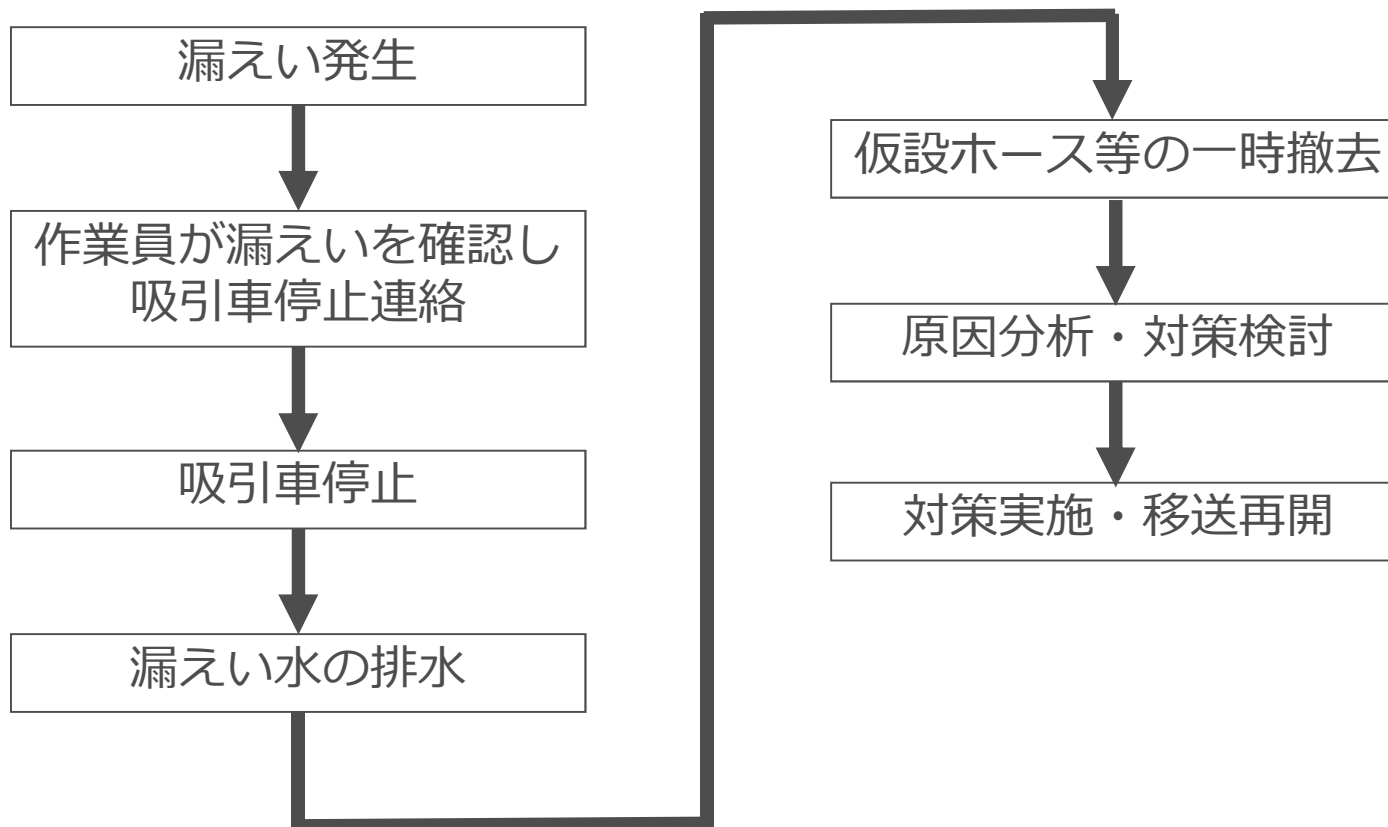 漏えい発生
作業員が漏えいを確認し
吸引車停止連絡
吸引車停止
漏えい水の排水
仮設ホース等の一時撤去
原因分析・対策検討
対策実施・移送再開